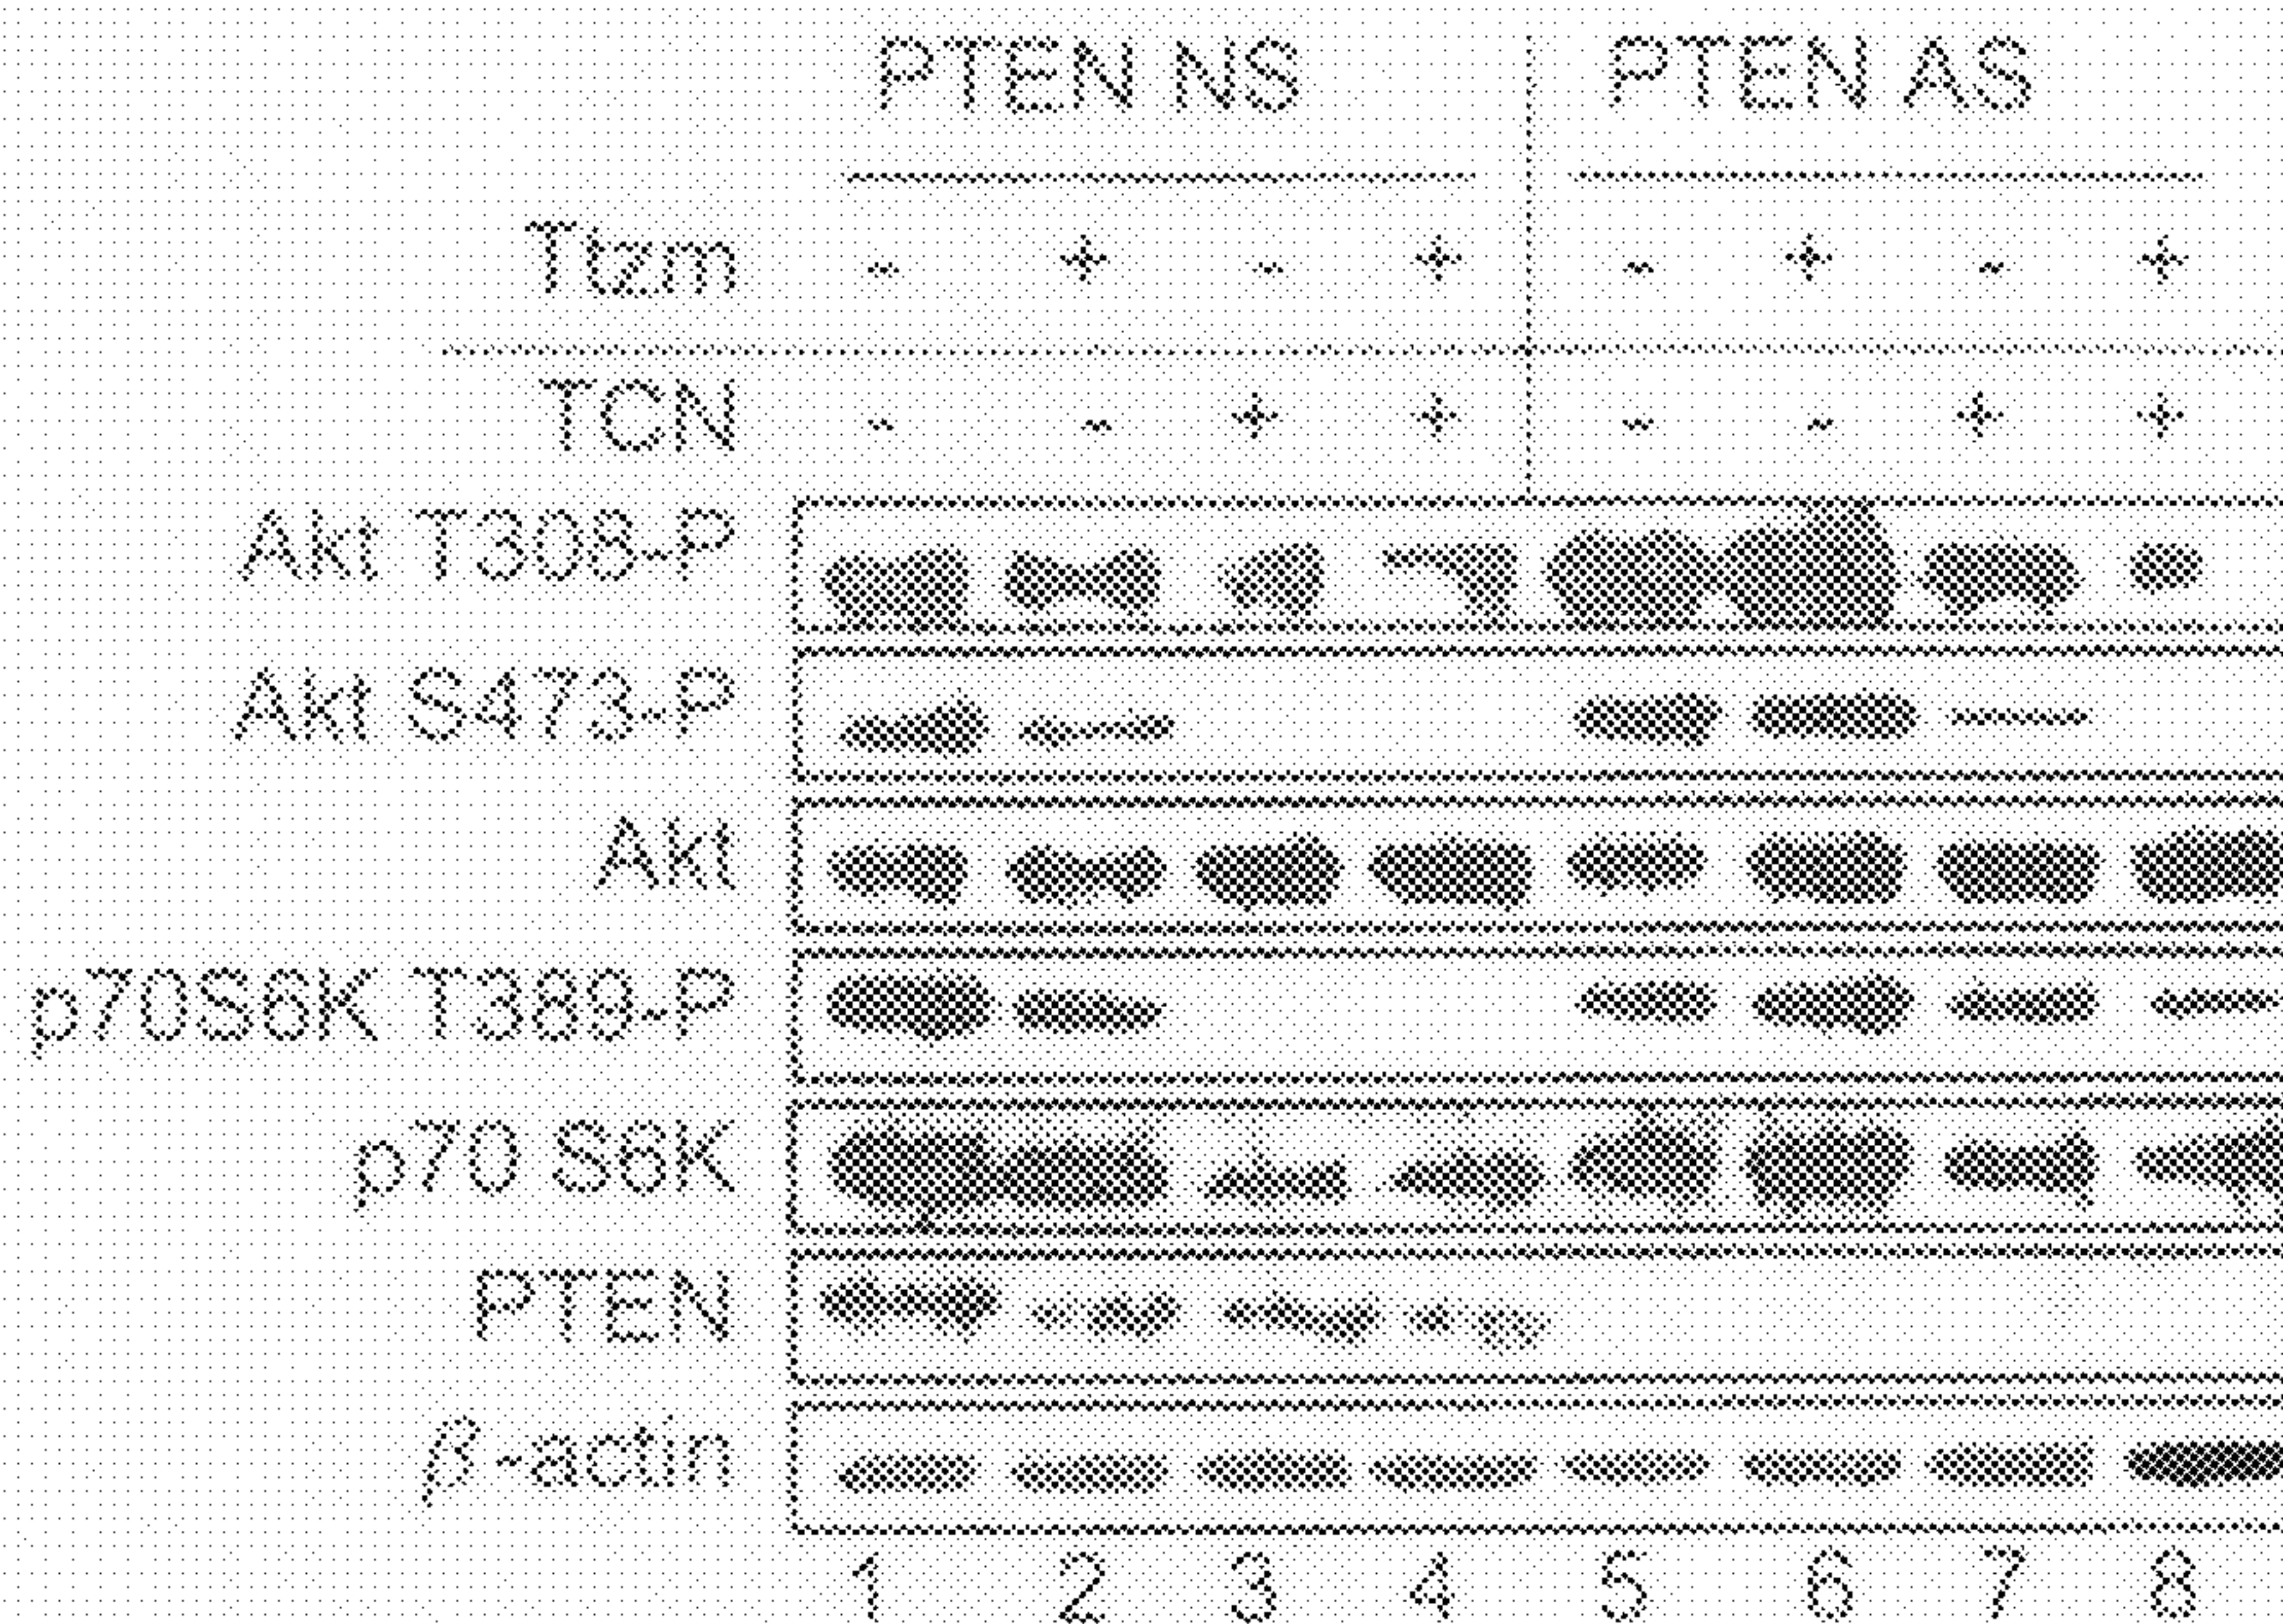 PTEN NS PTEN AS
Ttzm - + - + - + - +
TCN - - + + - - + +
Akt T308-P
Akt S473-P
Akt
p70S6K T389-P
p70 S6K
PTEN
β-actin
1 2 3 4 5 6 7 8